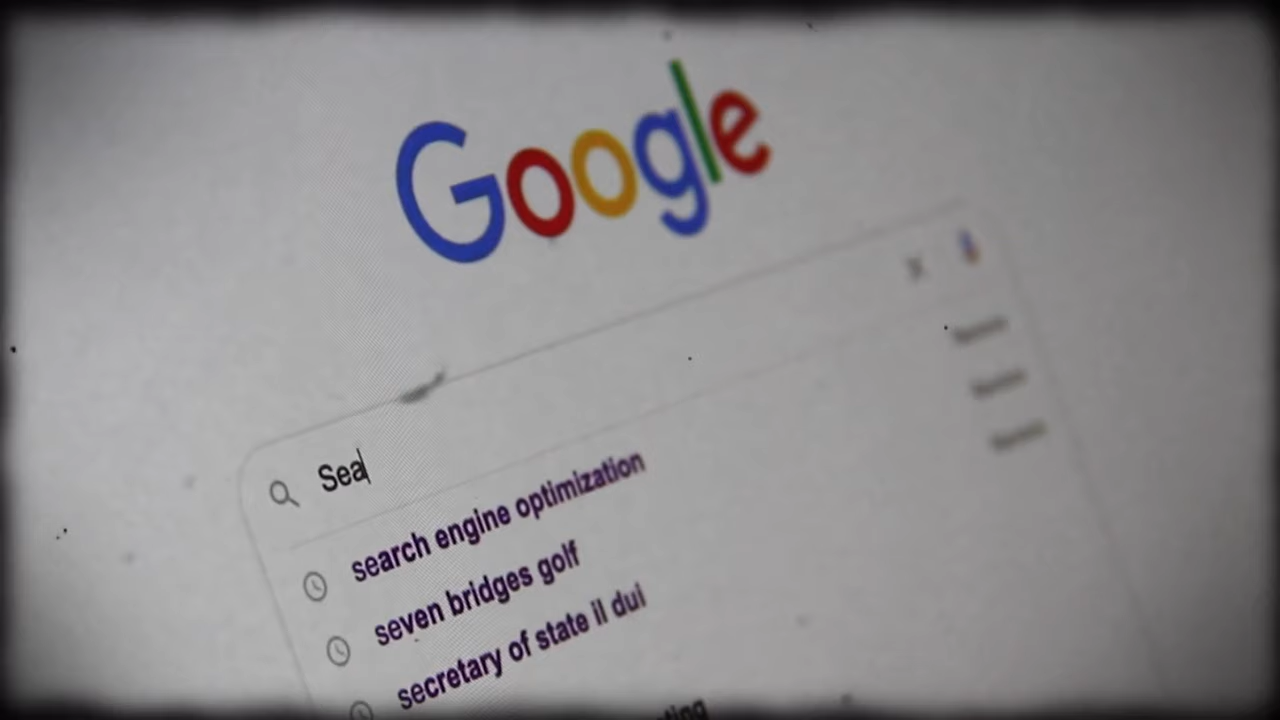 Google
Sea
search engine optimization
seven bridges golf
secretary of state il dui